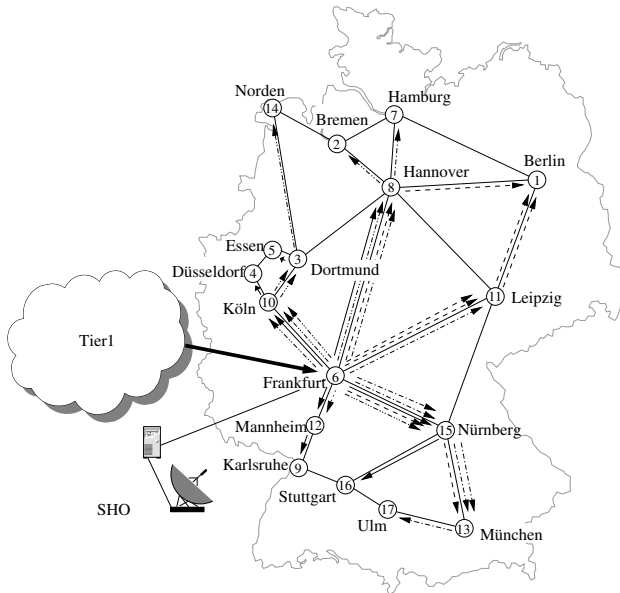 Norden
14
Hamburg
7
Bremen
2
Berlin
1
Hannover
8
Essen
5
3
Düsseldorf
4
Dortmund
10
Köln
11
Leipzig
Tier1
6
Frankfurt
12
Mannheim
15
Nürnberg
9
Karlsruhe
16
Stuttgart
17
Ulm
13
München
SHO